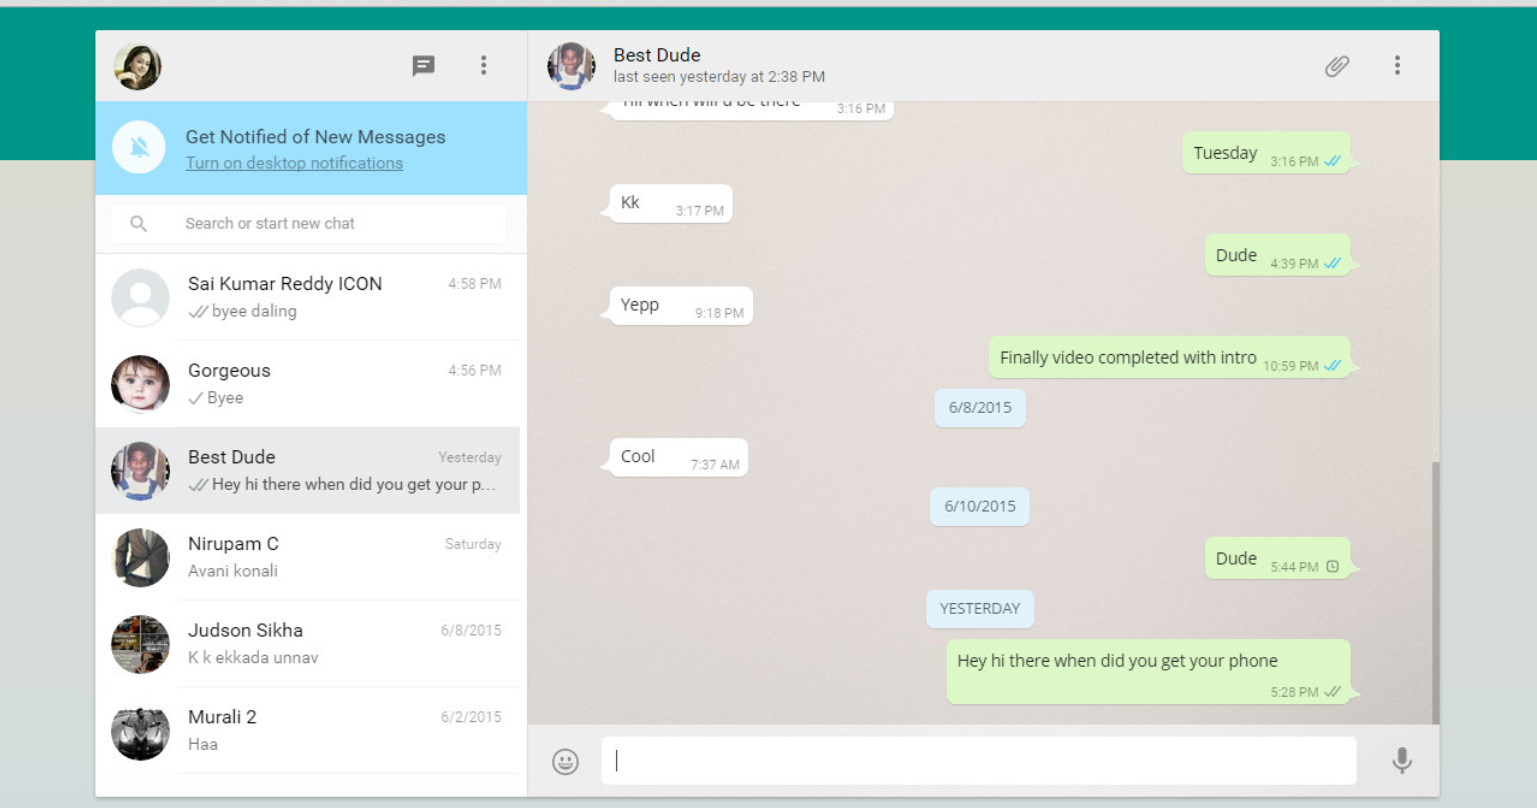 Get Notified of New Messages
Turn on desktop notifications
Search or start new chat
Sai Kumar Reddy ICON 4:58 PM
byee daling
Gorgeous 4:56 PM
Byee
Best Dude Yesterday
Hey hi there when did you get your p...
Nirupam C Saturday
Avani konali
Judson Sikha 6/8/2015
K k ekkada unnav
Murali 2 6/2/2015
Haa
Best Dude
last seen yesterday at 2:38 PM
Till when will u be there 3:16 PM
Tuesday 3:16 PM
Kk 3:17 PM
Dude 4:39 PM
Yepp 9:18 PM
Finally video completed with intro 10:59 PM
6/8/2015
Cool 7:37 AM
6/10/2015
Dude 5:44 PM
YESTERDAY
Hey hi there when did you get your phone
5:28 PM